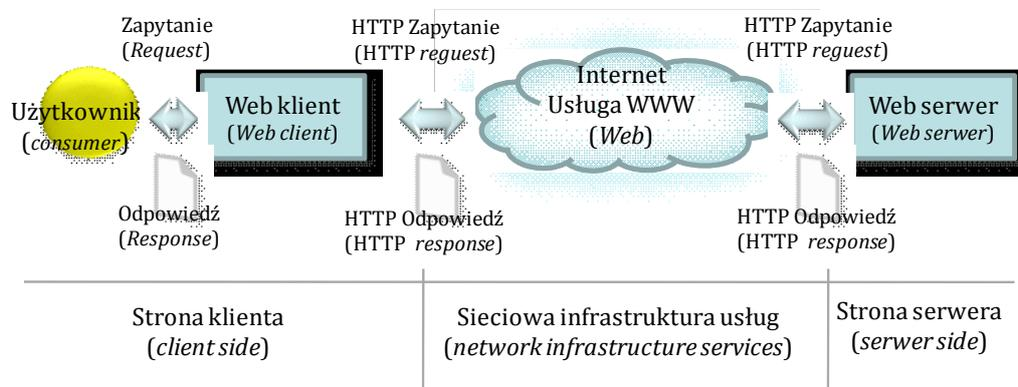 Zapytanie
(Request)
HTTP Zapytanie
(HTTP reguest)
HTTP Zapytanie
(HTTP reguest)
Użytkownik
(consumer)
Web klient
(Web client)
Internet
Usługa WWW
(Web)
Web serwer
(Web serwer)
Odpowiedź
(Response)
HTTP Odpowiedź
(HTTP response)
HTTP Odpowiedź
(HTTP response)
Strona klienta
(client side)
Sieciowa infrastruktura usług
(network infrastructure services)
Strona serwera
(serwer side)